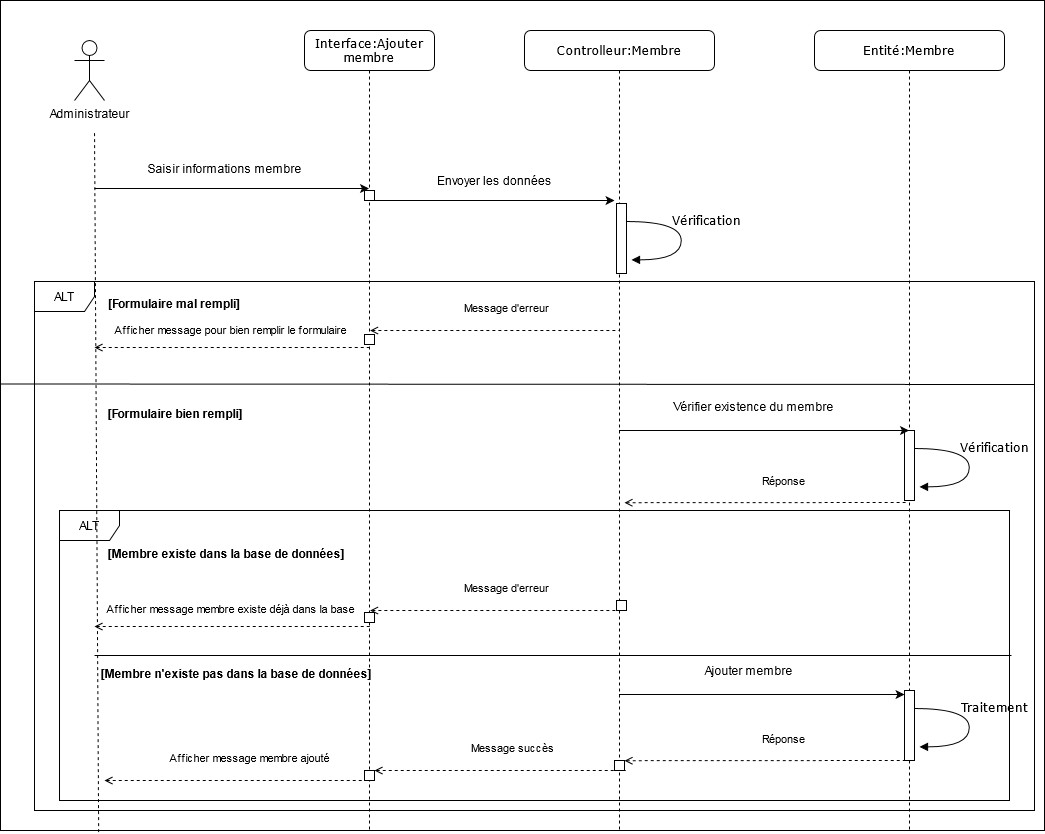 Interface:Ajouter
membre
Controlleur:Membre
Entité:Membre
Administrateur
Saisir informations membre
Envoyer les données
Vérification
ALT
[Formulaire mal rempli]
Message d'erreur
Afficher message pour bien remplir le formulaire
[Formulaire bien rempli]
Vérifier existence du membre
Vérification
Réponse
ALT
[Membre existe dans la base de données]
Message d'erreur
Afficher message membre existe déjà dans la base
[Membre n'existe pas dans la base de données]
Ajouter membre
Traitement
Réponse
Message succès
Afficher message membre ajouté